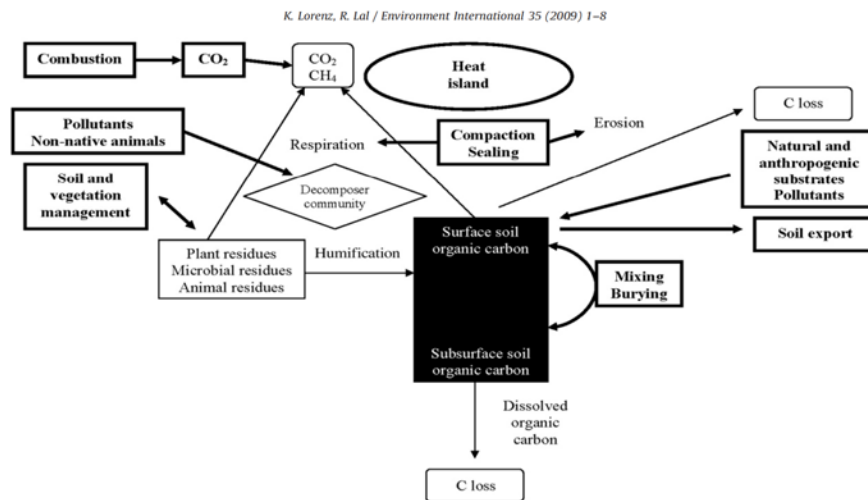 K. Lorenz, R. Lal / Environment International 35 (2009) 1–8
Combustion
CO₂
CO₂
CH₄
Heat
island
C loss
Pollutants
Non-native animals
Respiration
Compaction
Sealing
Erosion
Natural and
anthropogenic
substrates
Pollutants
Soil and
vegetation
management
Decomposer
community
Surface soil
organic carbon
Soil export
Plant residues
Microbial residues
Animal residues
Humification
Mixing
Burying
Subsurface soil
organic carbon
Dissolved
organic
carbon
C loss